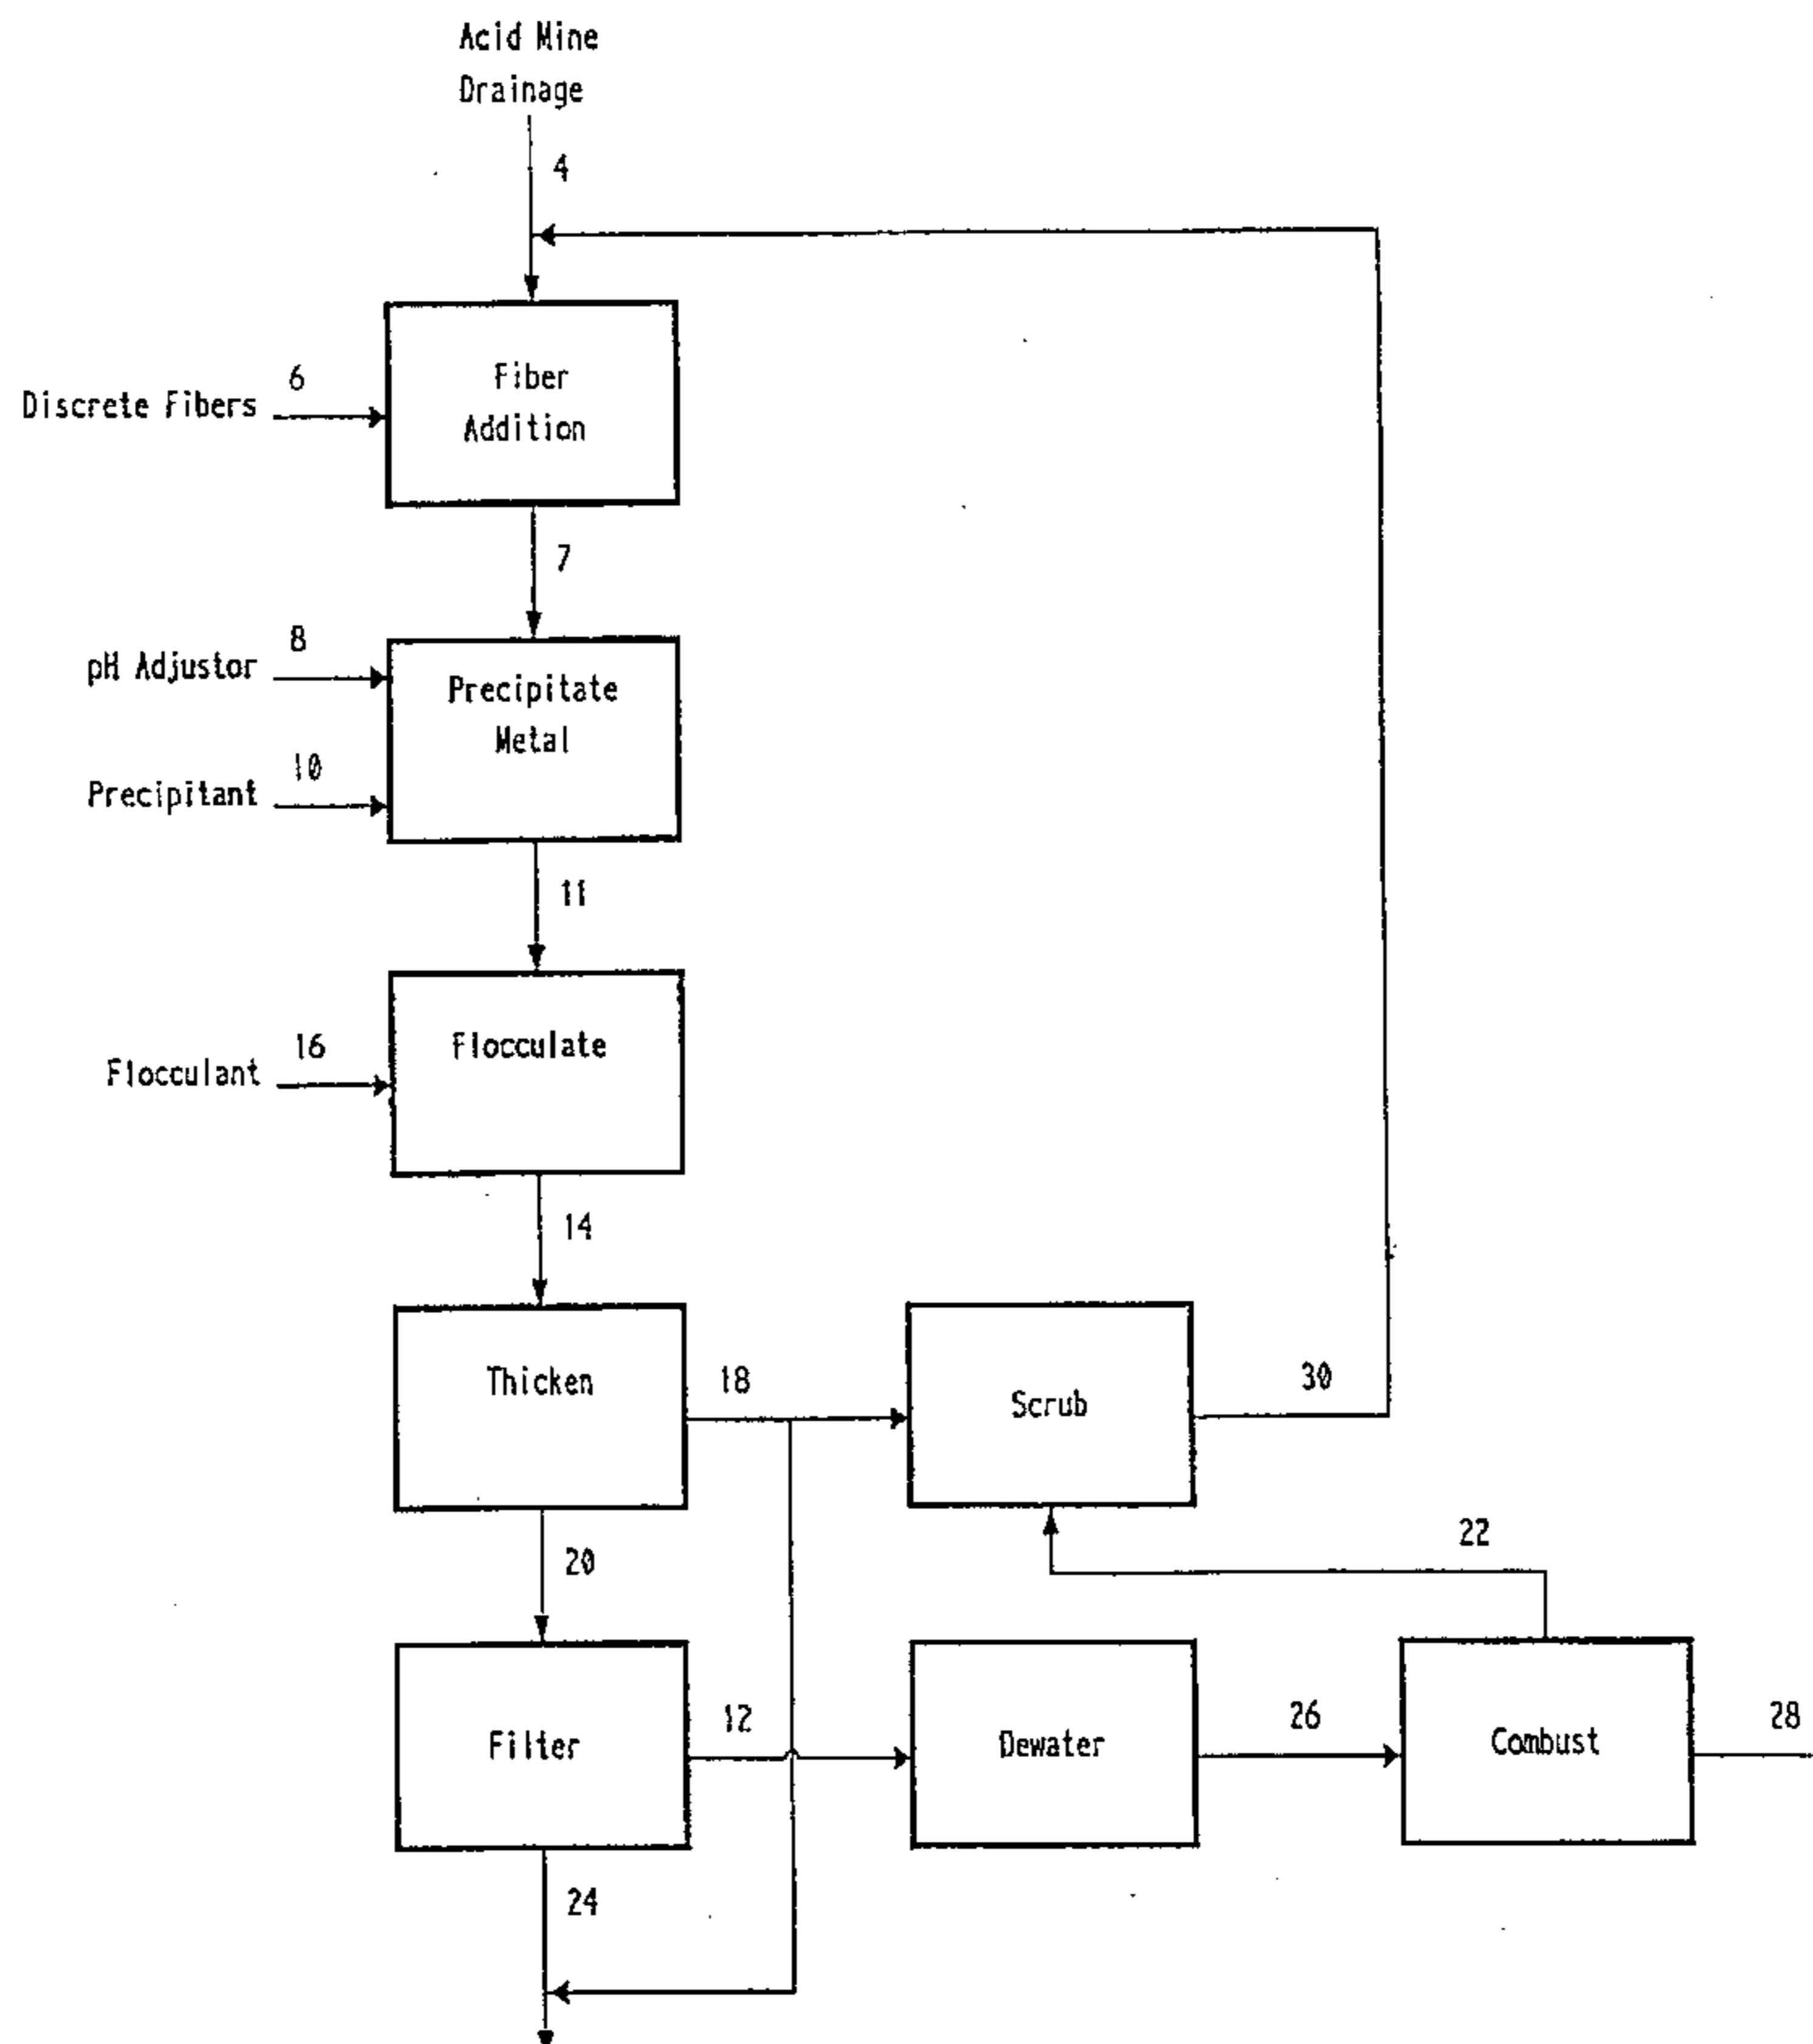 Acid Mine
Drainage
4
Fiber
Addition
6
Discrete Fibers
7
8
pH Adjustor
Precipitate
Metal
10
Precipitant
11
Flocculate
16
Flocculant
14
Thicken
18
Scrub
30
20
22
Filter
12
Dewater
26
Combust
28
24